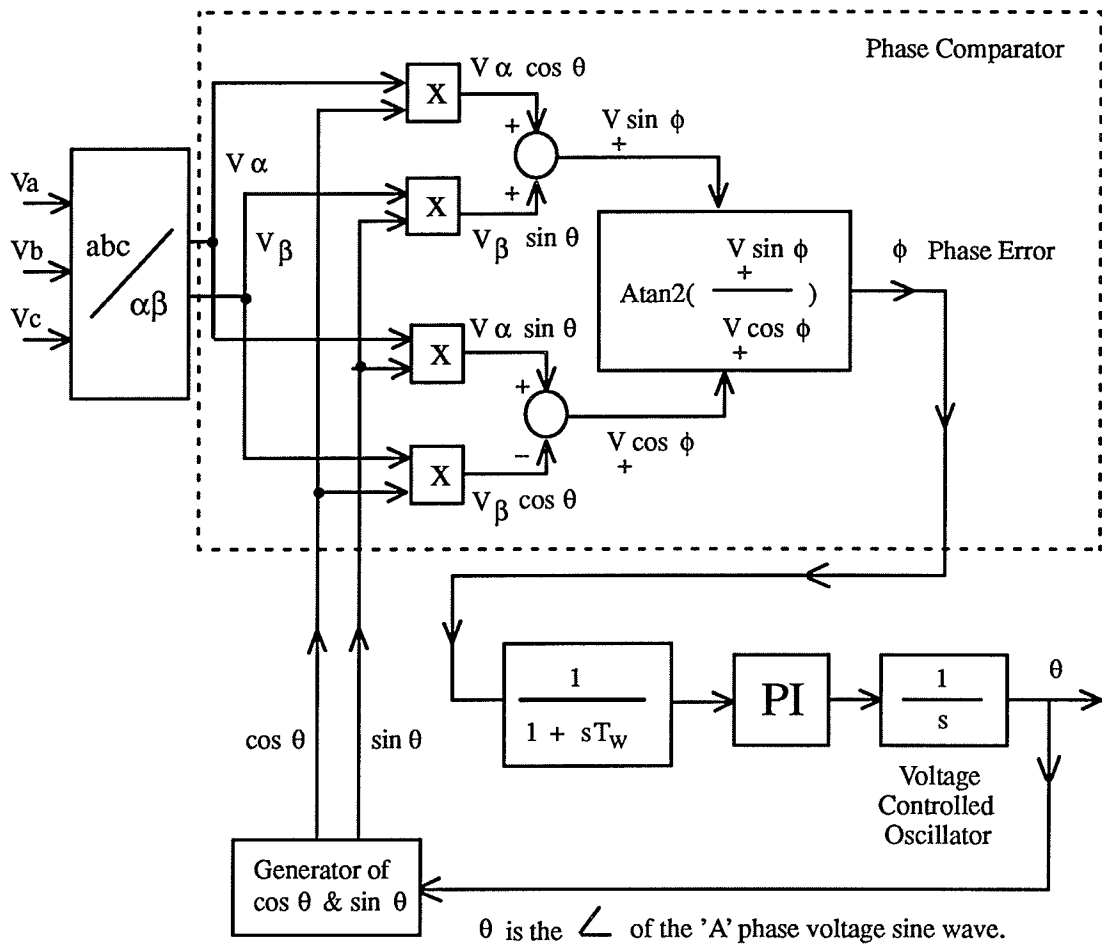 Phase Comparator
V α cos θ
X
+
V sin ϕ
+
Va
V α
X
+
V β sin θ
Vb
V β
abc
αβ
Atan2( V sin ϕ
+
)
V cos ϕ
+
ϕ Phase Error
Vc
V α sin θ
X
+
V cos ϕ
+
−
X
V β cos θ
1
1 + sTw
PI
1
s
θ
cos θ
sin θ
Voltage
Controlled
Oscillator
Generator of
cos θ & sin θ
θ is the ∠ of the 'A' phase voltage sine wave.